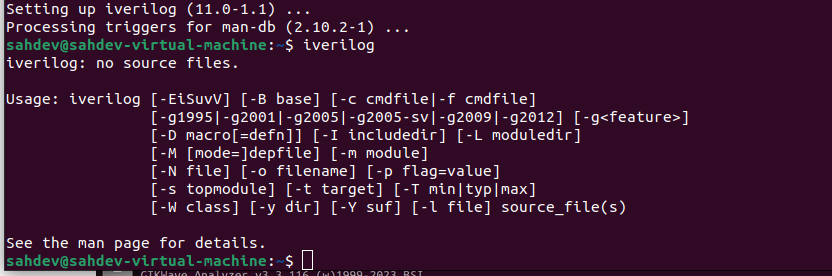 Setting up iverilog (11.0-1.1) ...
Processing triggers for man-db (2.10.2-1) ...
sahdev@sahdev-virtual-machine:~$ iverilog
iverilog: no source files.

Usage: iverilog [-EiSuvV] [-B base] [-c cmdfile|-f cmdfile]
                [-g1995|-g2001|-g2005|-g2005-sv|-g2009|-g2012] [-g<feature>]
                [-D macro[=defn]] [-I includedir] [-L moduledir]
                [-M [mode=]depfile] [-m module]
                [-N file] [-o filename] [-p flag=value]
                [-s topmodule] [-t target] [-T min|typ|max]
                [-W class] [-y dir] [-Y suf] [-l file] source_file(s)

See the man page for details.
sahdev@sahdev-virtual-machine:~$
GTKWave Analyzer v3.3.116 (w)1999-2023 BSI